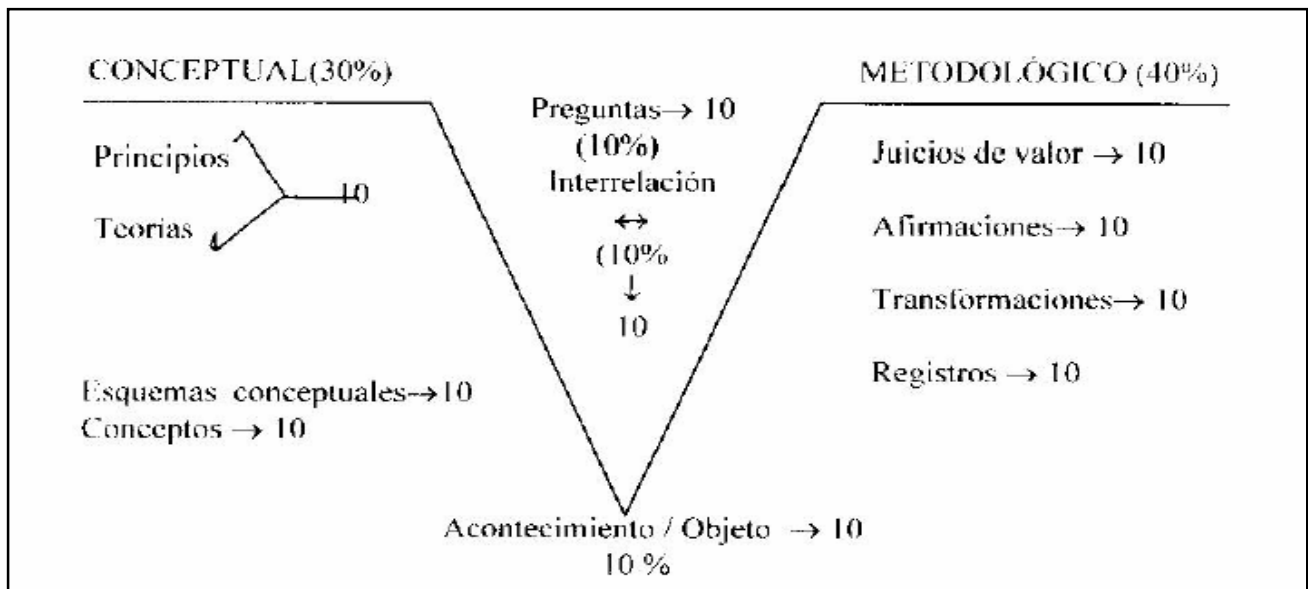 CONCEPTUAL(30%)
Principios
Teorías
10
Esquemas conceptuales→10
Conceptos → 10
Preguntas→ 10
(10%)
Interrelación
↔
(10%
↓
10
METODOLÓGICO (40%)
Juicios de valor → 10
Afirmaciones→ 10
Transformaciones→ 10
Registros → 10
Acontecimiento / Objeto → 10
10 %